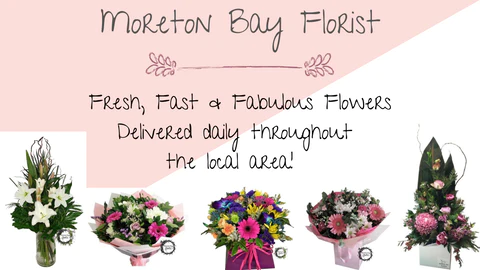 Moreton Bay Florist
Fresh, Fast & Fabulous Flowers
Delivered daily throughout
the local area!